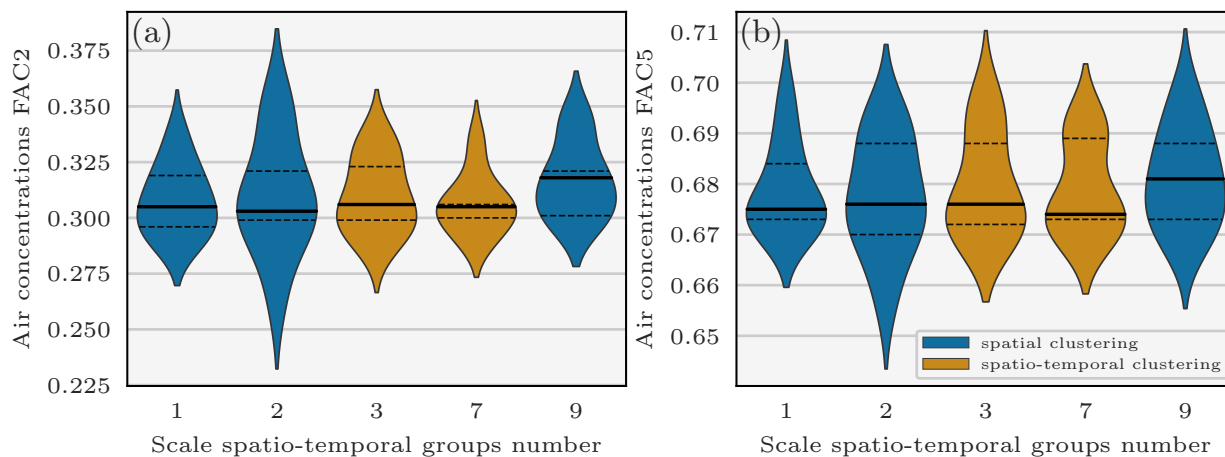 (a)
Air concentrations FAC2
0.375
0.350
0.325
0.300
0.275
0.250
0.225
1 2 3 7 9
Scale spatio-temporal groups number
(b)
Air concentrations FAC5
0.71
0.70
0.69
0.68
0.67
0.66
0.65
spatial clustering
spatio-temporal clustering
1 2 3 7 9
Scale spatio-temporal groups number